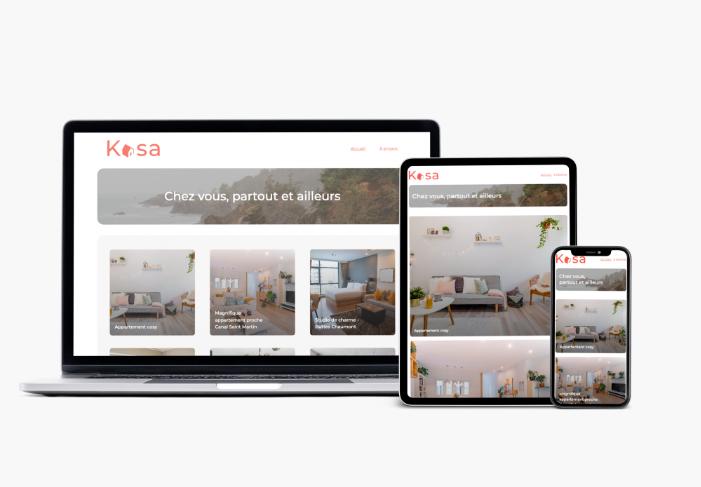 Kasa
Accueil
A propos
Chez vous, partout et ailleurs
Appartement cosy
Magnifique
appartement proche
Canal Saint Martin
Studio de charme -
Buttes Chaumont
Kasa
Chez vous, partout et ailleurs
Appartement cosy
Kasa
Chez vous,
partout et ailleurs
Appartement cosy
Magnifique
appartement proche